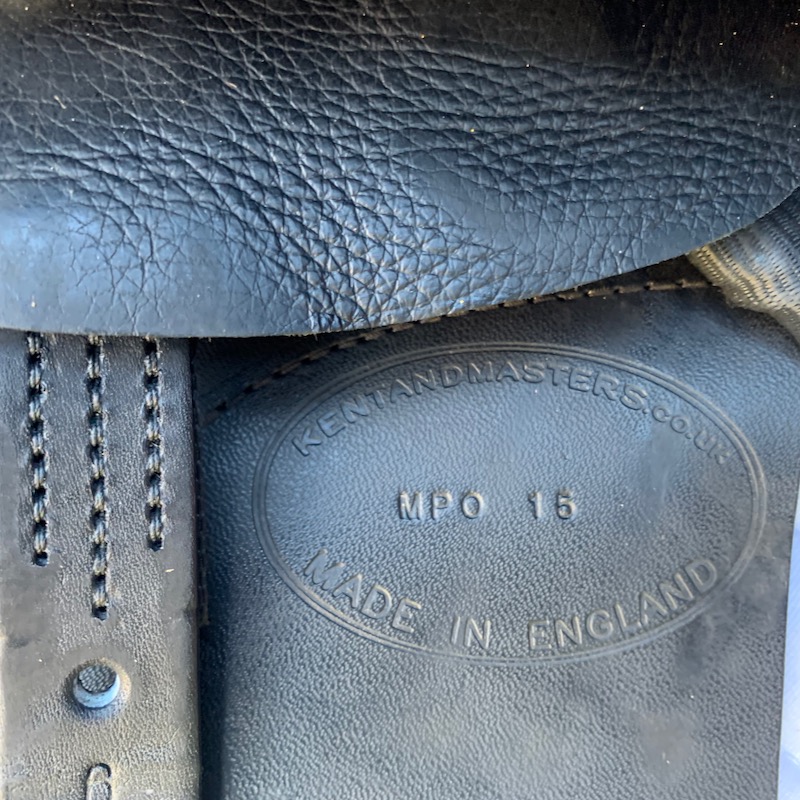 KENTANDMASTERS.CO.UK
MPO 15
MADE IN ENGLAND
6